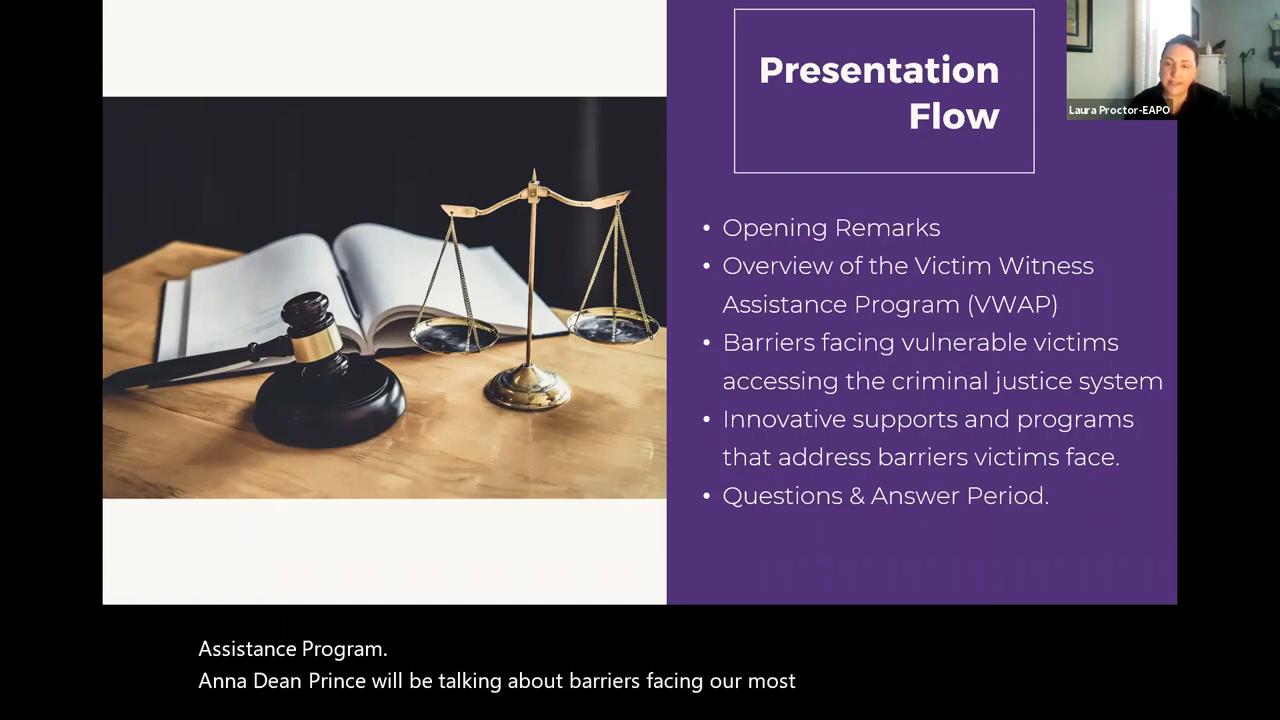 Presentation
Flow
Laura Proctor-EAPO
• Opening Remarks
• Overview of the Victim Witness
Assistance Program (VWAP)
• Barriers facing vulnerable victims
accessing the criminal justice system
• Innovative supports and programs
that address barriers victims face.
• Questions & Answer Period.
Assistance Program.
Anna Dean Prince will be talking about barriers facing our most